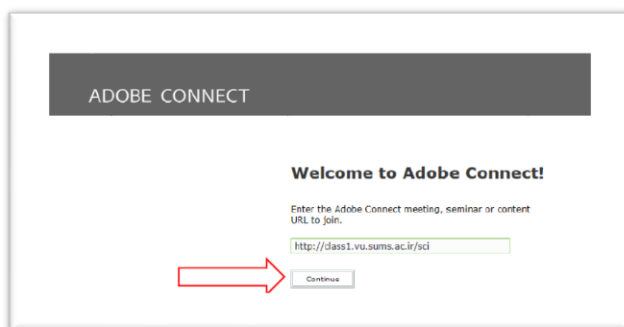 ADOBE CONNECT
Welcome to Adobe Connect!
Enter the Adobe Connect meeting, seminar or content
URL to join.
http://class1.vu.sums.ac.ir/sci
Continue